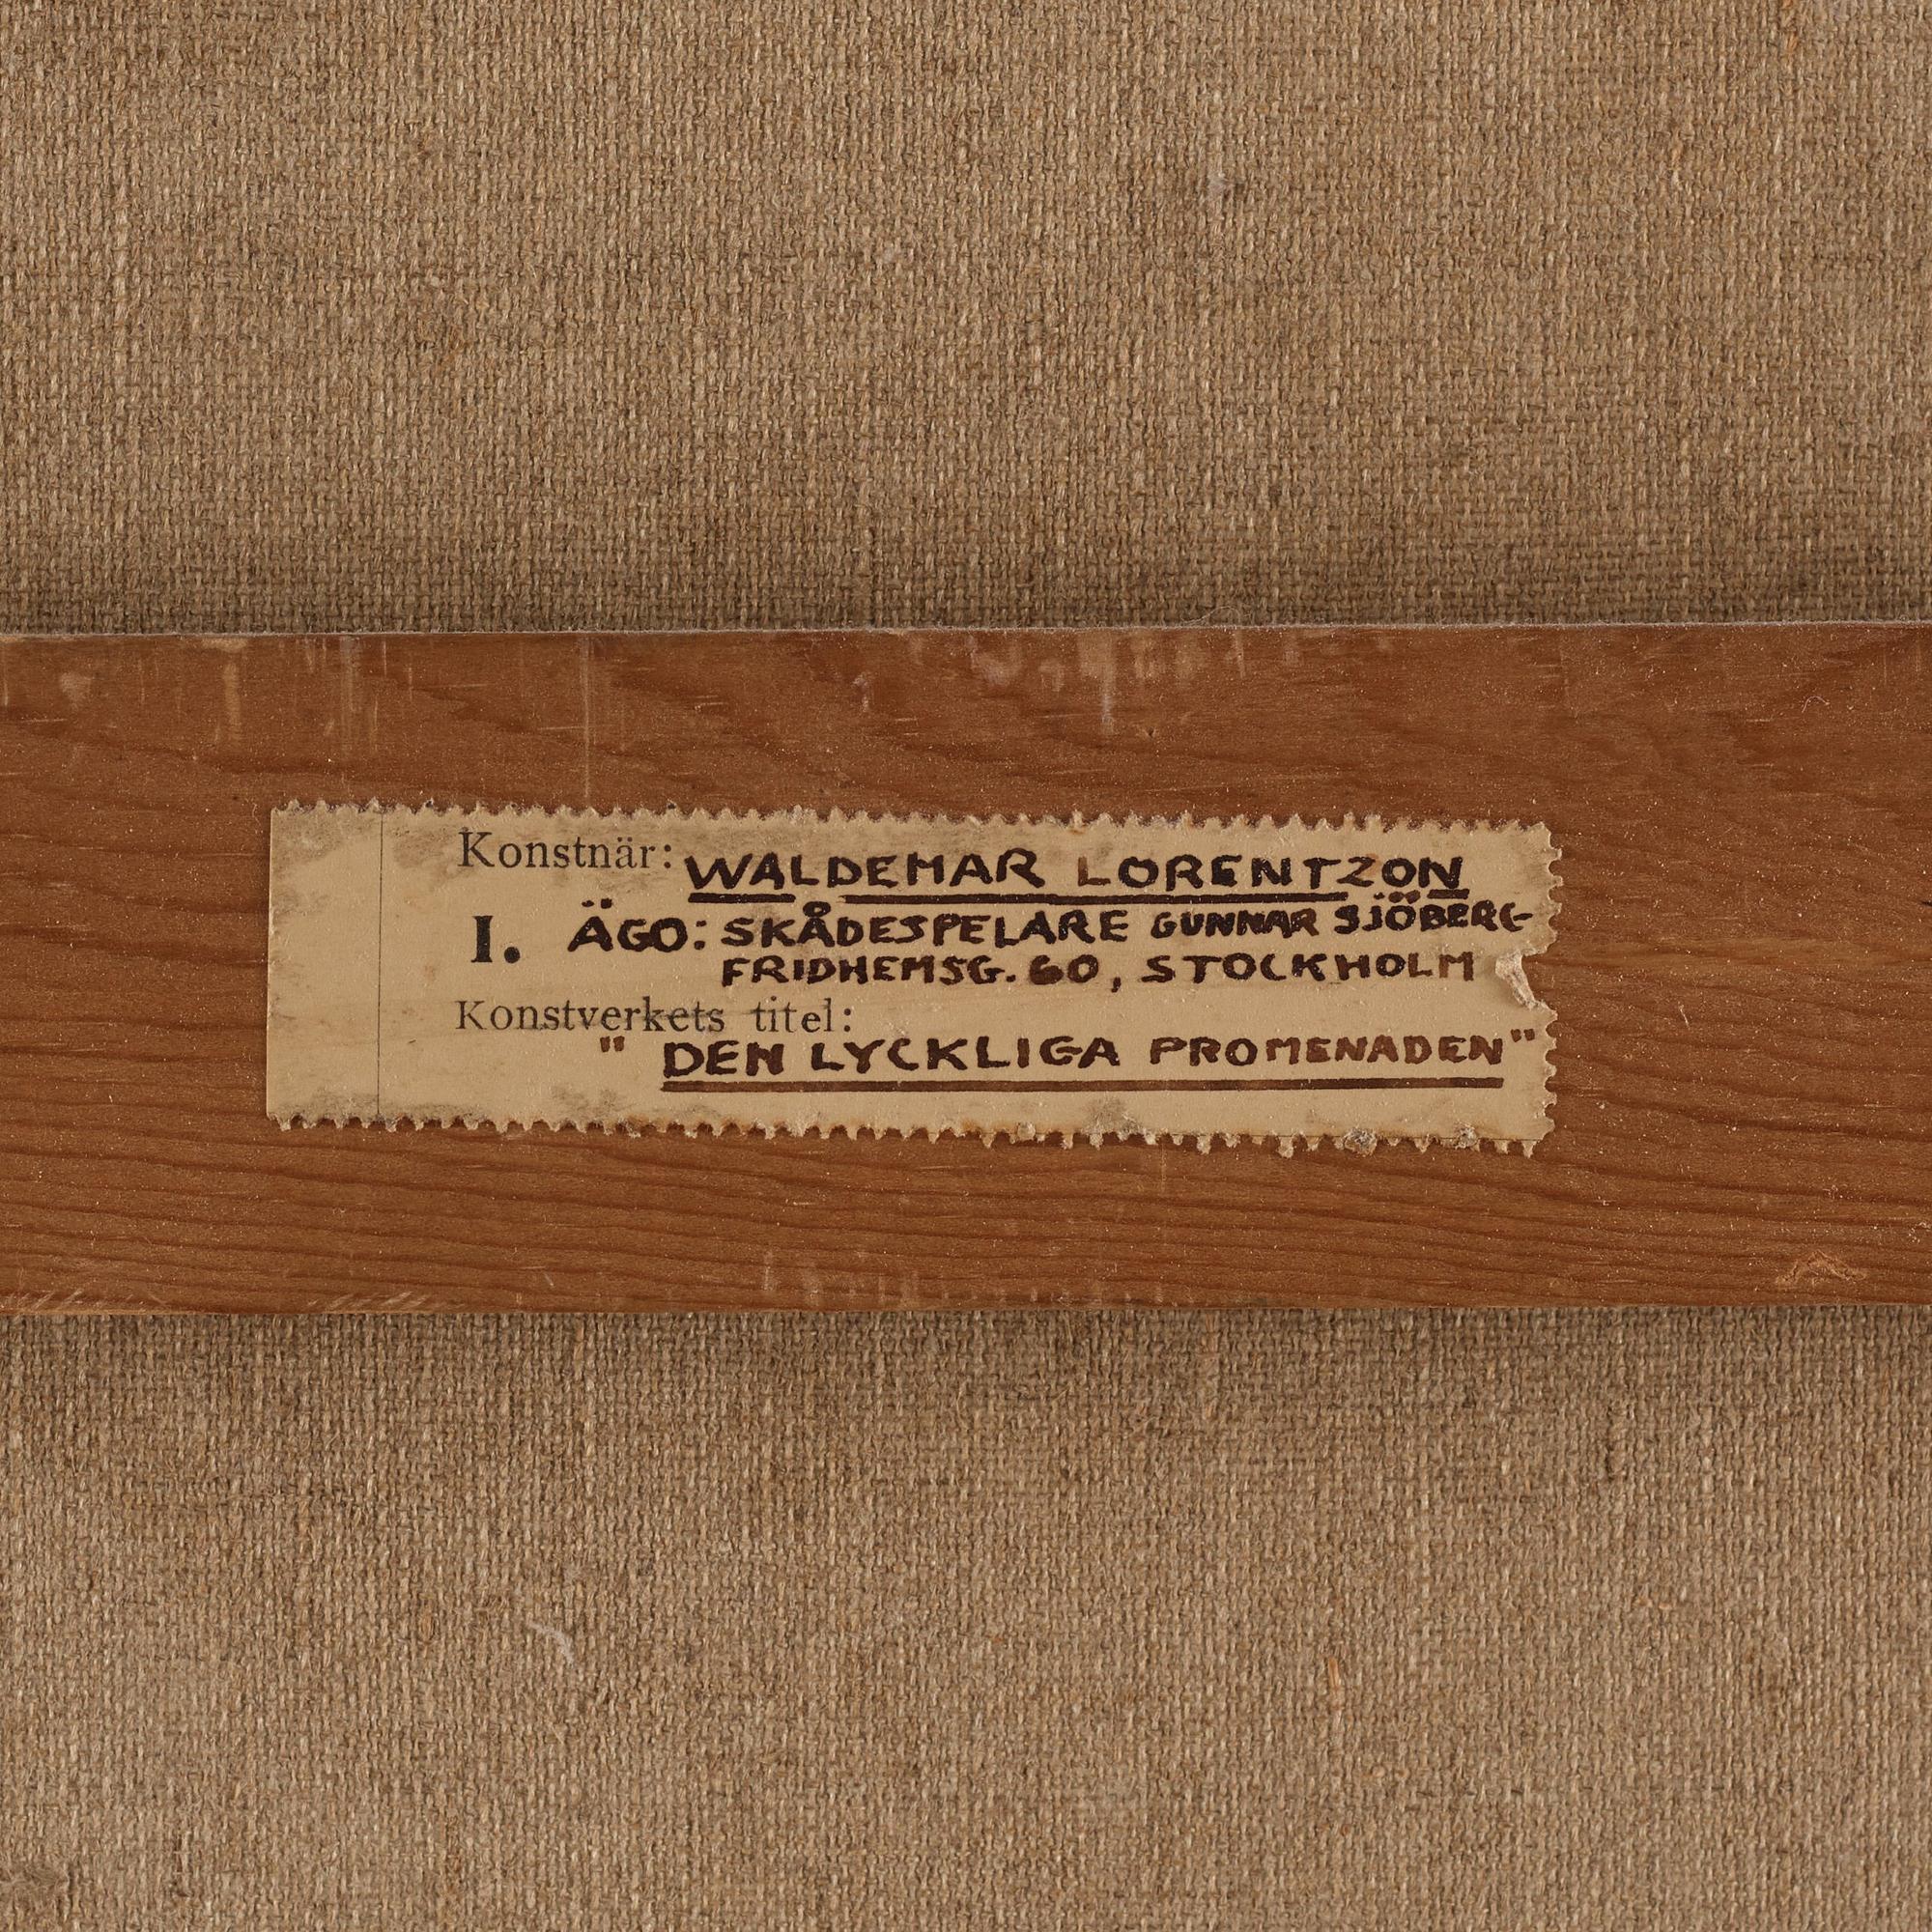 Konstnär: WALDEMAR LORENTZON
I. ÄGO: SKÅDESPELARE GUNNAR SJÖBERG
FRIDHEMSG. 60, STOCKHOLM
Konstverkets titel:
" DEN LYCKLIGA PROMENADEN"